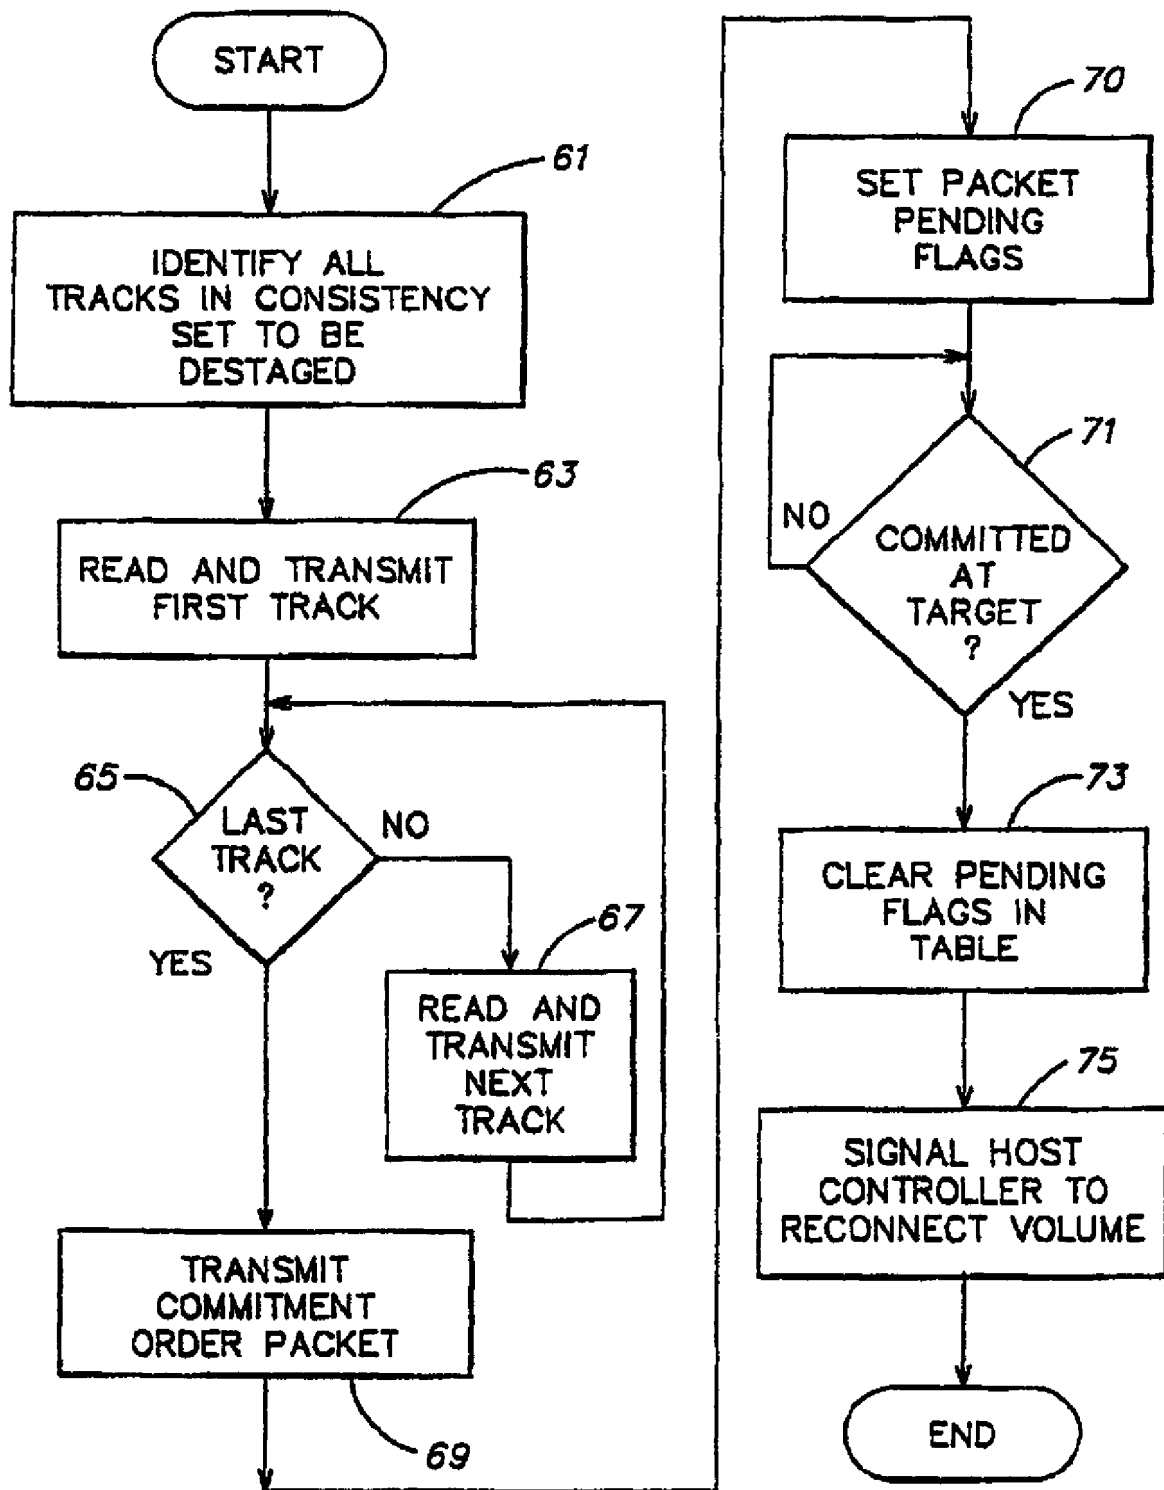 START
61
IDENTIFY ALL
TRACKS IN CONSISTENCY
SET TO BE
DESTAGED
63
READ AND TRANSMIT
FIRST TRACK
65
LAST
TRACK
?
NO
YES
67
READ AND
TRANSMIT
NEXT
TRACK
TRANSMIT
COMMITMENT
ORDER PACKET
69
70
SET PACKET
PENDING
FLAGS
71
NO
COMMITTED
AT
TARGET
?
YES
73
CLEAR PENDING
FLAGS IN
TABLE
75
SIGNAL HOST
CONTROLLER TO
RECONNECT VOLUME
END